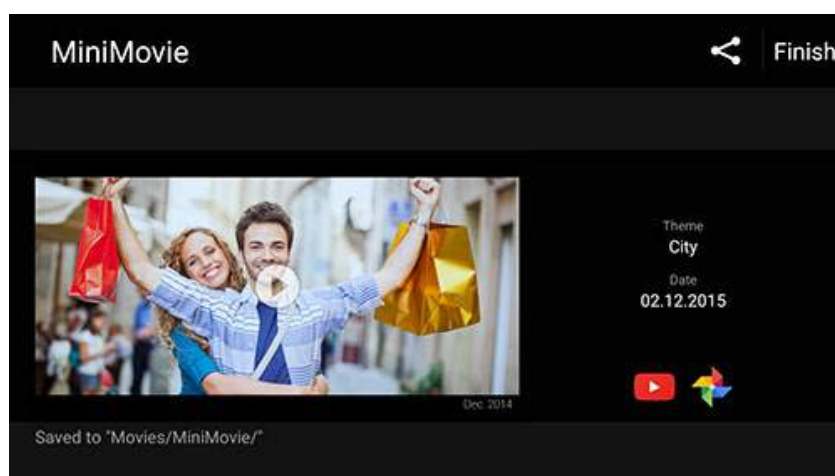 MiniMovie
Finish
Theme
City
Date
02.12.2015
Dec. 2014
Saved to "Movies/MiniMovie/"